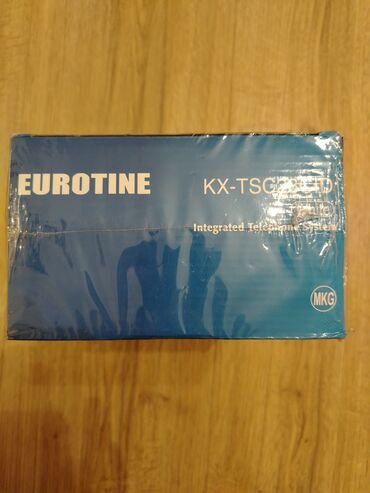 EUROTINE
Integrated Telephone System
MKG